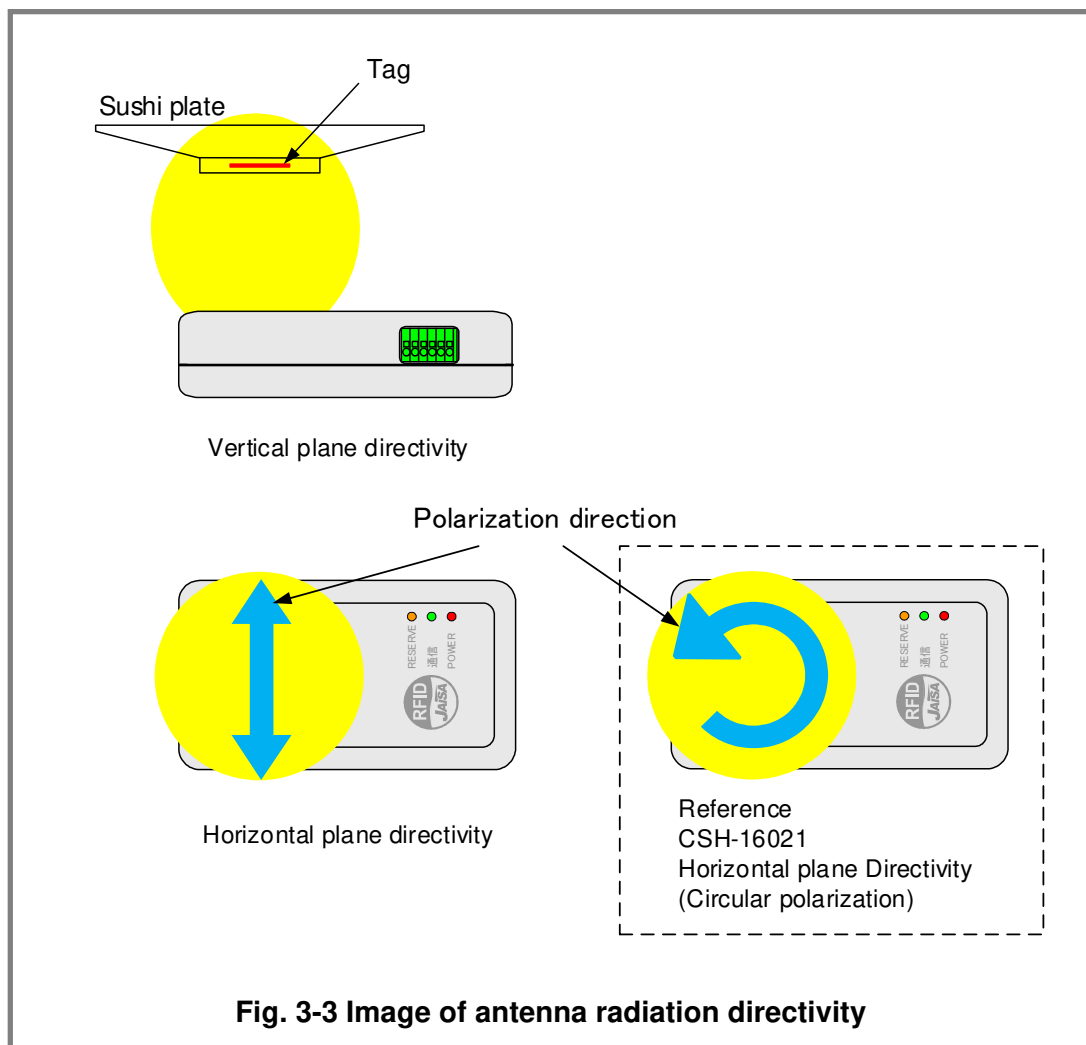 Tag
Sushi plate
Vertical plane directivity
Polarization direction
RESERVE
通信
POWER
RFID
JAISA
Horizontal plane directivity
RESERVE
通信
POWER
RFID
JAISA
Reference
CSH-16021
Horizontal plane Directivity
(Circular polarization)
Fig. 3-3 Image of antenna radiation directivity